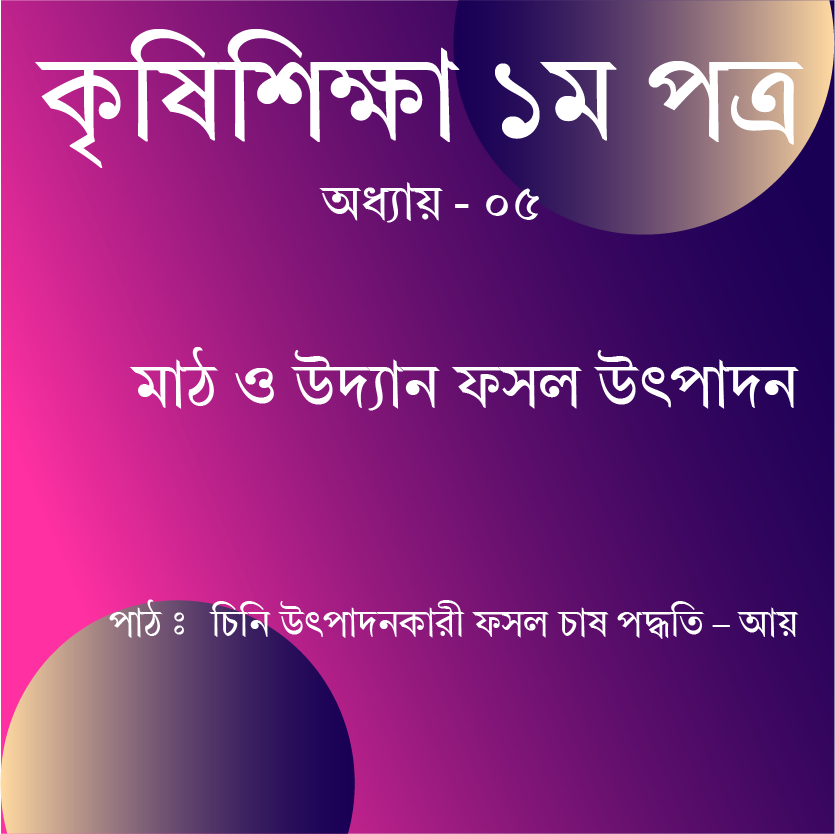 কৃষিশিক্ষা ১ম পত্র
অধ্যায় - ০৫
মাঠ ও উদ্যান ফসল উৎপাদন
পাঠ ঃ চিনি উৎপাদনকারী ফসল চাষ পদ্ধতি – আয়